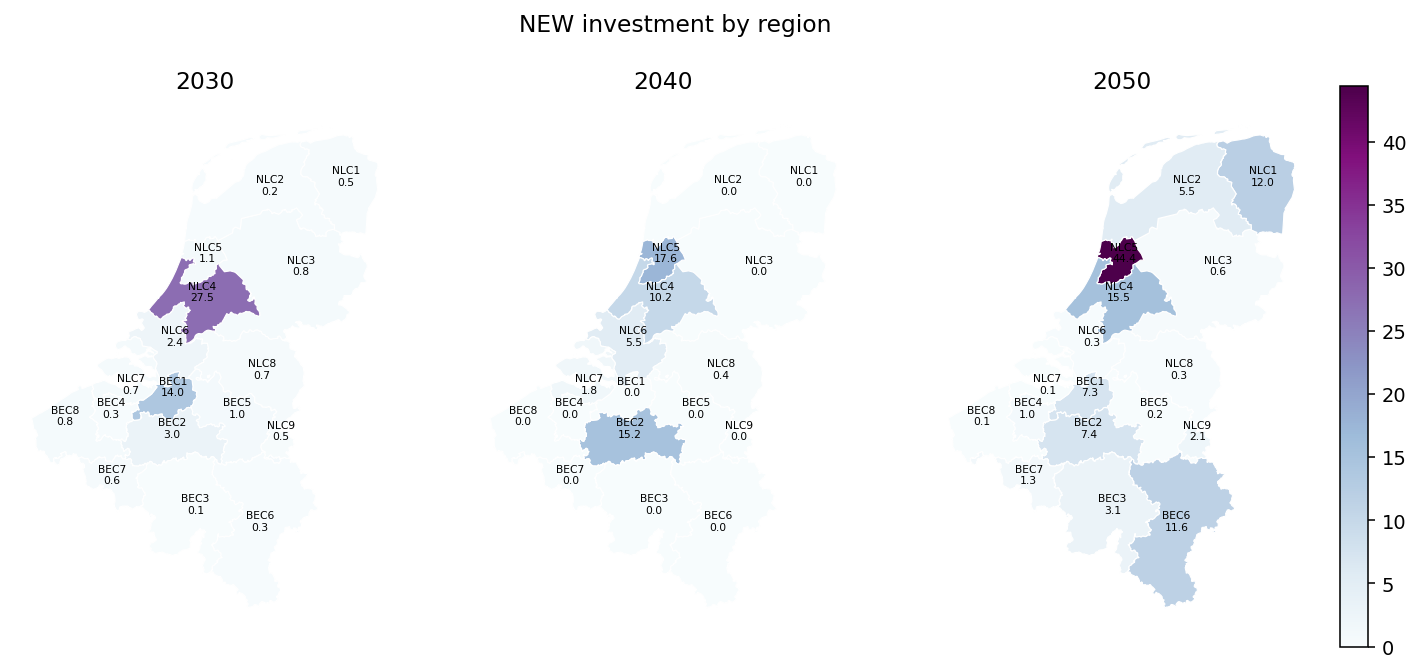 NEW investment by region
2030
2040
2050
NLC1
0.5
NLC2
0.2
NLC5
1.1
NLC3
0.8
NLC4
27.5
NLC6
2.4
NLC8
0.7
NLC7
0.7
BEC1
14.0
BEC4
0.3
BEC5
1.0
BEC8
0.8
BEC2
3.0
NLC9
0.5
BEC7
0.6
BEC3
0.1
BEC6
0.3
NLC1
0.0
NLC2
0.0
NLC5
17.6
NLC3
0.0
NLC4
10.2
NLC6
5.5
NLC8
0.4
NLC7
1.8
BEC1
0.0
BEC4
0.0
BEC5
0.0
BEC8
0.0
BEC2
15.2
NLC9
0.0
BEC7
0.0
BEC3
0.0
BEC6
0.0
NLC1
12.0
NLC2
5.5
NLC5
44.4
NLC3
0.6
NLC4
15.5
NLC6
0.3
NLC8
0.3
NLC7
0.1
BEC1
7.3
BEC4
1.0
BEC5
0.2
BEC8
0.1
BEC2
7.4
NLC9
2.1
BEC7
1.3
BEC3
3.1
BEC6
11.6
40
35
30
25
20
15
10
5
0